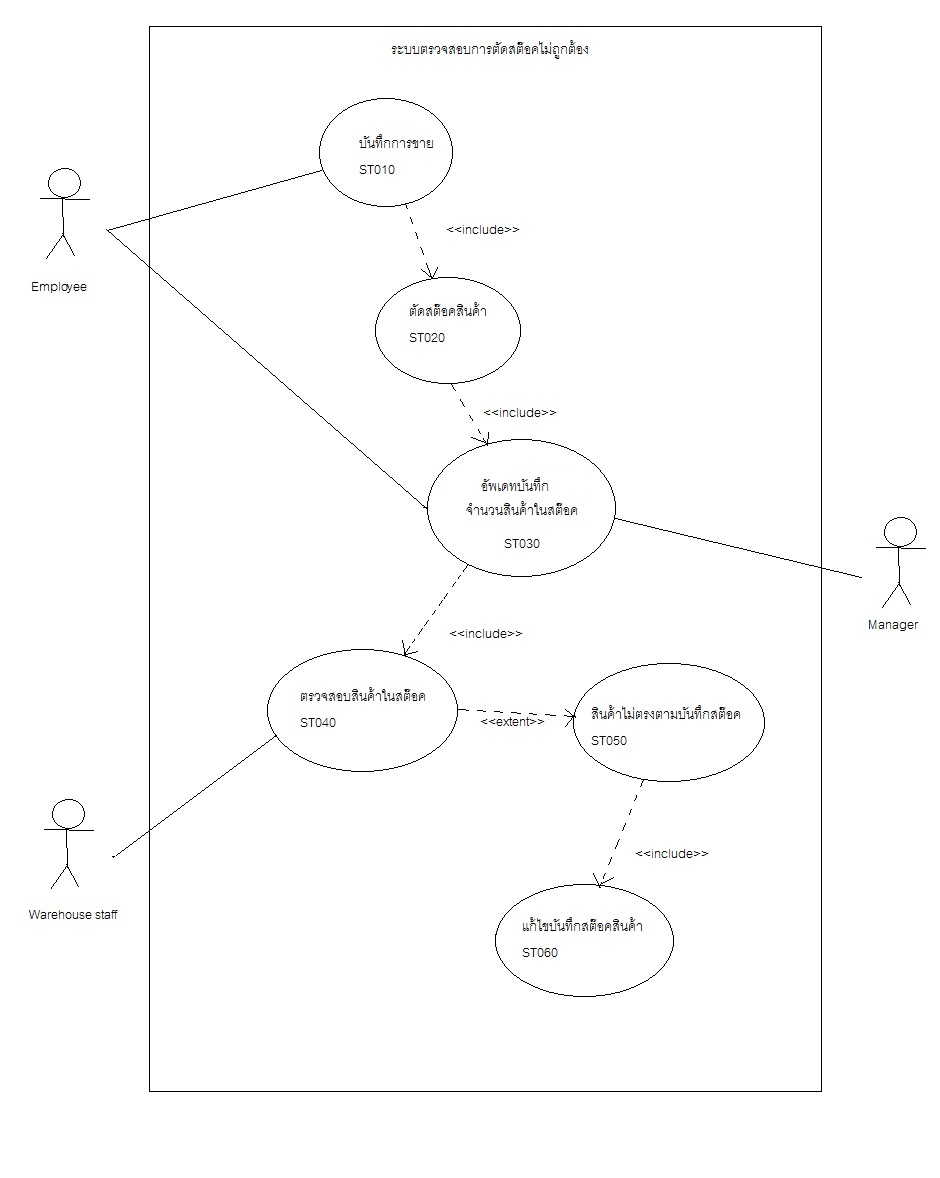 ระบบตรวจสอบการตัดสต๊อคไม่ถูกต้อง
บันทึกการขาย
ST010
<<include>>
Employee
ตัดสต๊อคสินค้า
ST020
<<include>>
อัพเดทบันทึก
จำนวนสินค้าในสต๊อค
ST030
Manager
<<include>>
ตรวจสอบสินค้าในสต๊อค
ST040
<<extent>>
สินค้าไม่ตรงตามบันทึกสต๊อค
ST050
<<include>>
Warehouse staff
แก้ไขบันทึกสต๊อคสินค้า
ST060